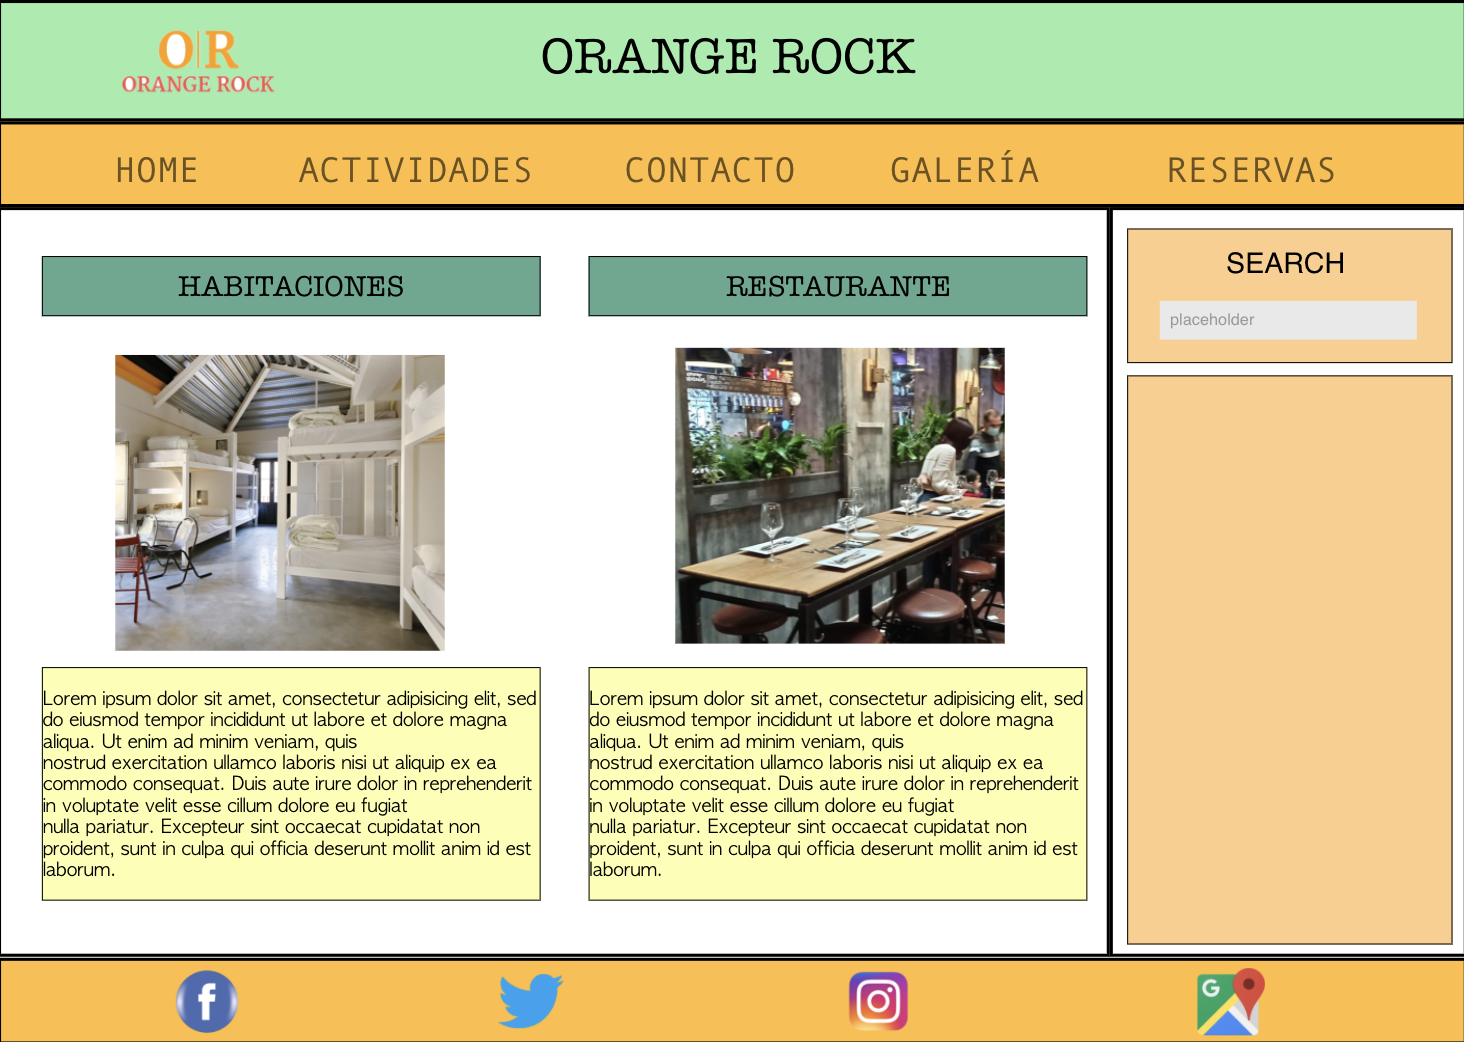 O|R
ORANGE ROCK
ORANGE ROCK
HOME ACTIVIDADES CONTACTO GALERÍA RESERVAS
HABITACIONES
Lorem ipsum dolor sit amet, consectetur adipisicing elit, sed
do eiusmod tempor incididunt ut labore et dolore magna
aliqua. Ut enim ad minim veniam, quis
nostrud exercitation ullamco laboris nisi ut aliquip ex ea
commodo consequat. Duis aute irure dolor in reprehenderit
in voluptate velit esse cillum dolore eu fugiat
nulla pariatur. Excepteur sint occaecat cupidatat non
proident, sunt in culpa qui officia deserunt mollit anim id est
laborum.
RESTAURANTE
Lorem ipsum dolor sit amet, consectetur adipisicing elit, sed
do eiusmod tempor incididunt ut labore et dolore magna
aliqua. Ut enim ad minim veniam, quis
nostrud exercitation ullamco laboris nisi ut aliquip ex ea
commodo consequat. Duis aute irure dolor in reprehenderit
in voluptate velit esse cillum dolore eu fugiat
nulla pariatur. Excepteur sint occaecat cupidatat non
proident, sunt in culpa qui officia deserunt mollit anim id est
laborum.
SEARCH
placeholder
f
G